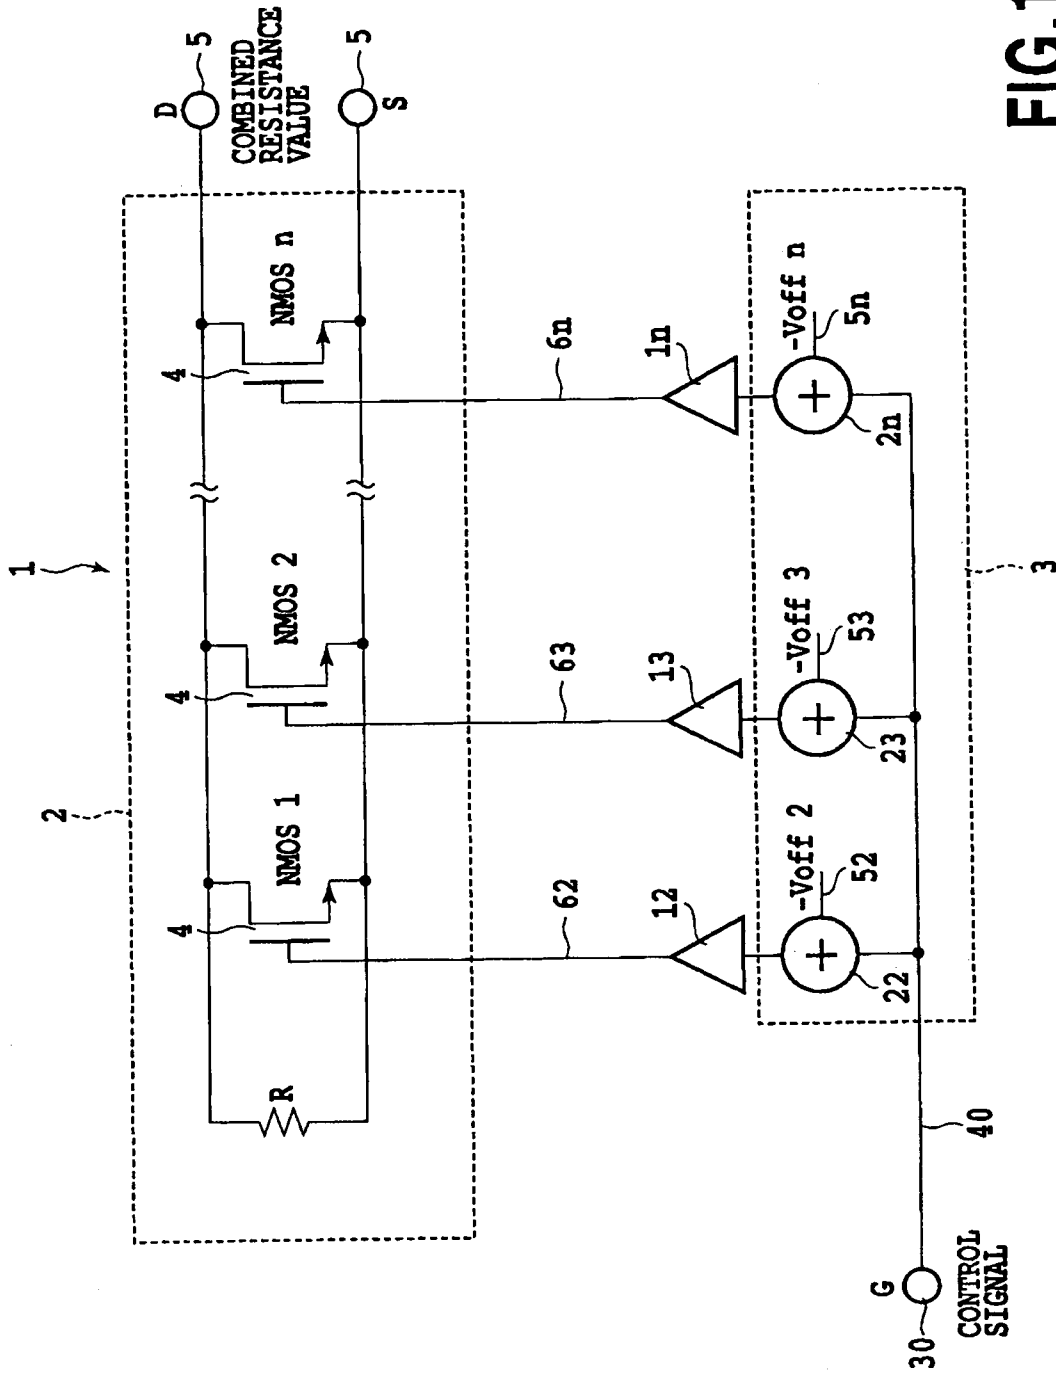 1
2
4
NMOS 1
4
NMOS 2
4
NMOS n
D
5
COMBINED
RESISTANCE
VALUE
5
S
R
62
63
6n
12
13
1n
-Voff 2
52
22
-Voff 3
53
23
-Voff n
5n
2n
3
G
30
CONTROL
SIGNAL
40
FIG.1